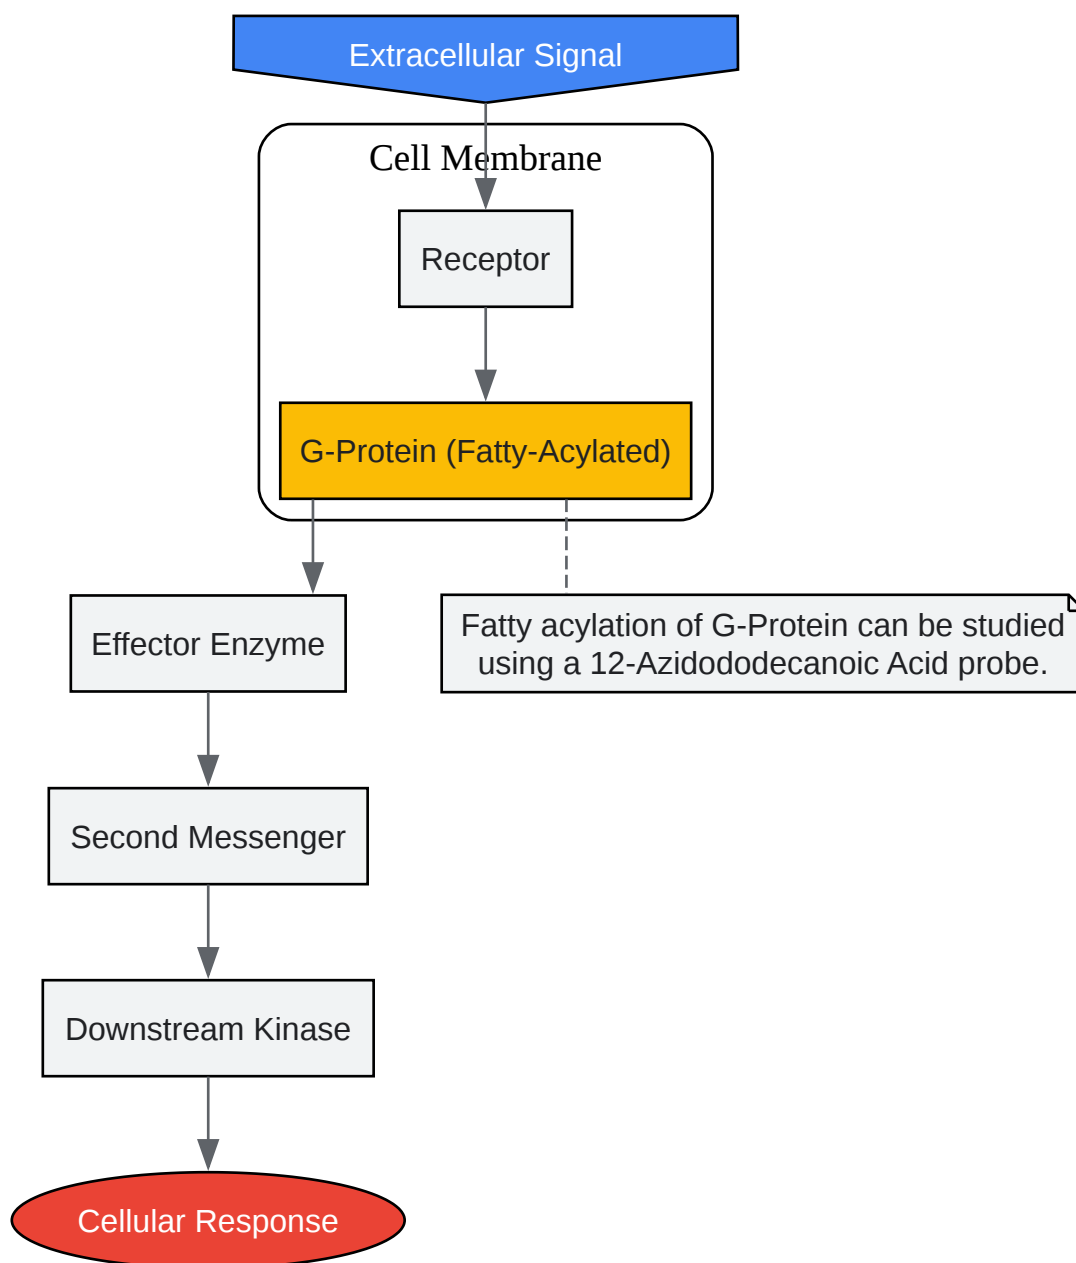 Extracellular Signal
Cell Membrane
Receptor
G-Protein (Fatty-Acylated)
Effector Enzyme
Fatty acylation of G-Protein can be studied
using a 12-Azidododecanoic Acid probe.
Second Messenger
Downstream Kinase
Cellular Response